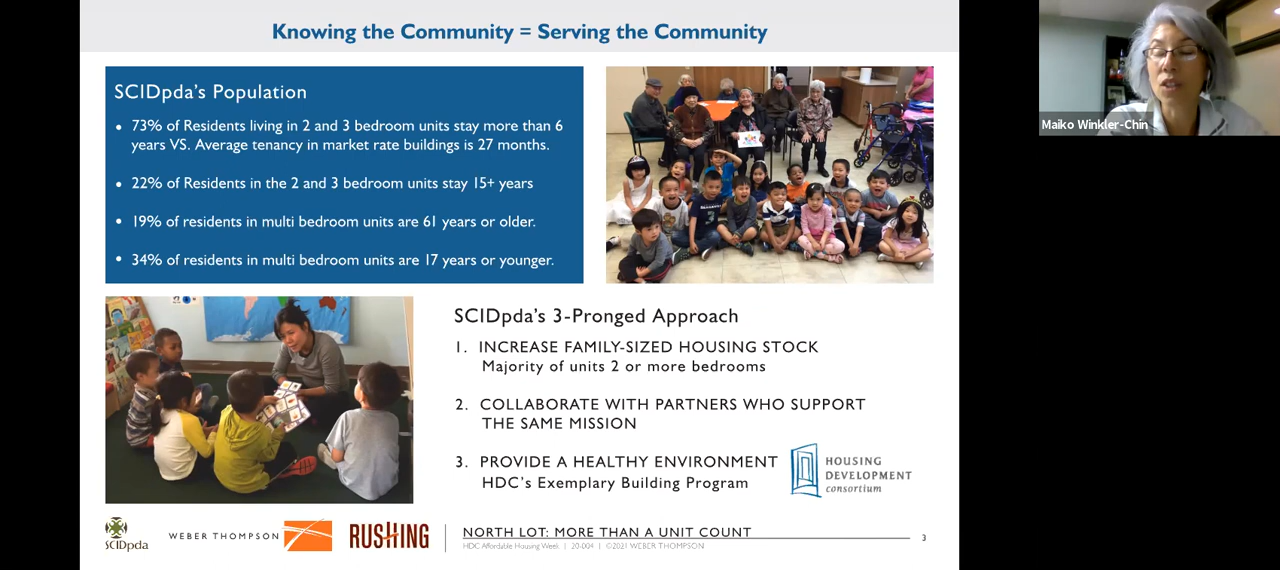 Knowing the Community = Serving the Community
SCIDpda's Population
• 73% of Residents living in 2 and 3 bedroom units stay more than 6
years VS. Average tenancy in market rate buildings is 27 months.
• 22% of Residents in the 2 and 3 bedroom units stay 15+ years
• 19% of residents in multi bedroom units are 61 years or older.
• 34% of residents in multi bedroom units are 17 years or younger.
Maiko Winkler-Chin
SCIDpda's 3-Pronged Approach
1. INCREASE FAMILY-SIZED HOUSING STOCK
Majority of units 2 or more bedrooms
2. COLLABORATE WITH PARTNERS WHO SUPPORT
THE SAME MISSION
3. PROVIDE A HEALTHY ENVIRONMENT
HDC's Exemplary Building Program
HOUSING
DEVELOPMENT
consortium
SCIDpda
WEBER THOMPSON
RUSHING
NORTH LOT: MORE THAN A UNIT COUNT
HDC Affordable Housing Week | 20-004 | ©2021 WEBER THOMPSON
3